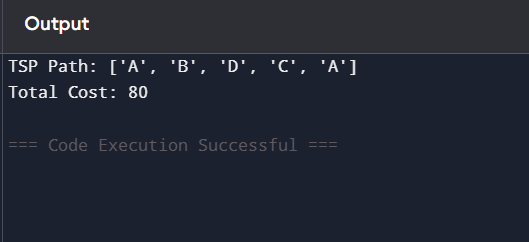 Output
TSP Path: ['A', 'B', 'D', 'C', 'A']
Total Cost: 80
=== Code Execution Successful ===